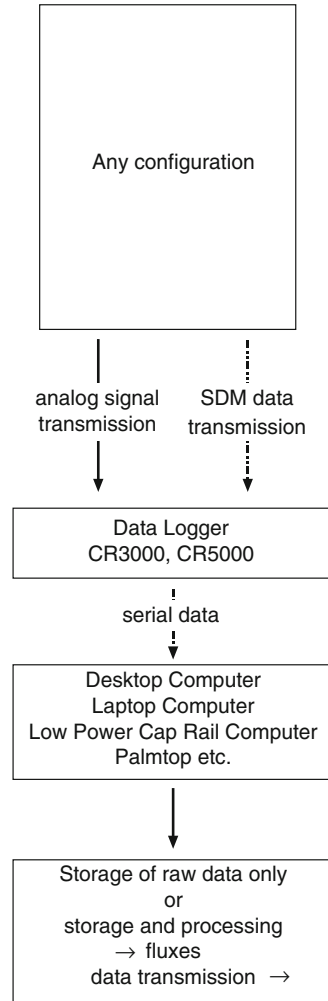 Any configuration
analog signal
transmission
SDM data
transmission
Data Logger
CR3000, CR5000
serial data
Desktop Computer
Laptop Computer
Low Power Cap Rail Computer
Palmtop etc.
Storage of raw data only
or
storage and processing
→ fluxes
data transmission →